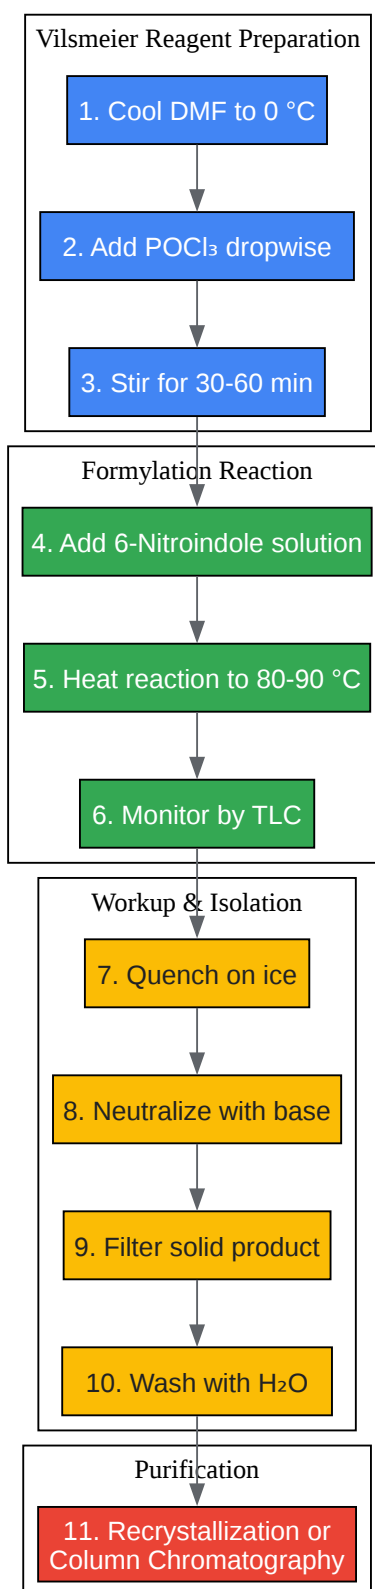 Vilsmeier Reagent Preparation
1. Cool DMF to 0 °C
2. Add POCl₃ dropwise
3. Stir for 30-60 min
Formylation Reaction
4. Add 6-Nitroindole solution
5. Heat reaction to 80-90 °C
6. Monitor by TLC
Workup & Isolation
7. Quench on ice
8. Neutralize with base
9. Filter solid product
10. Wash with H₂O
Purification
11. Recrystallization or
Column Chromatography